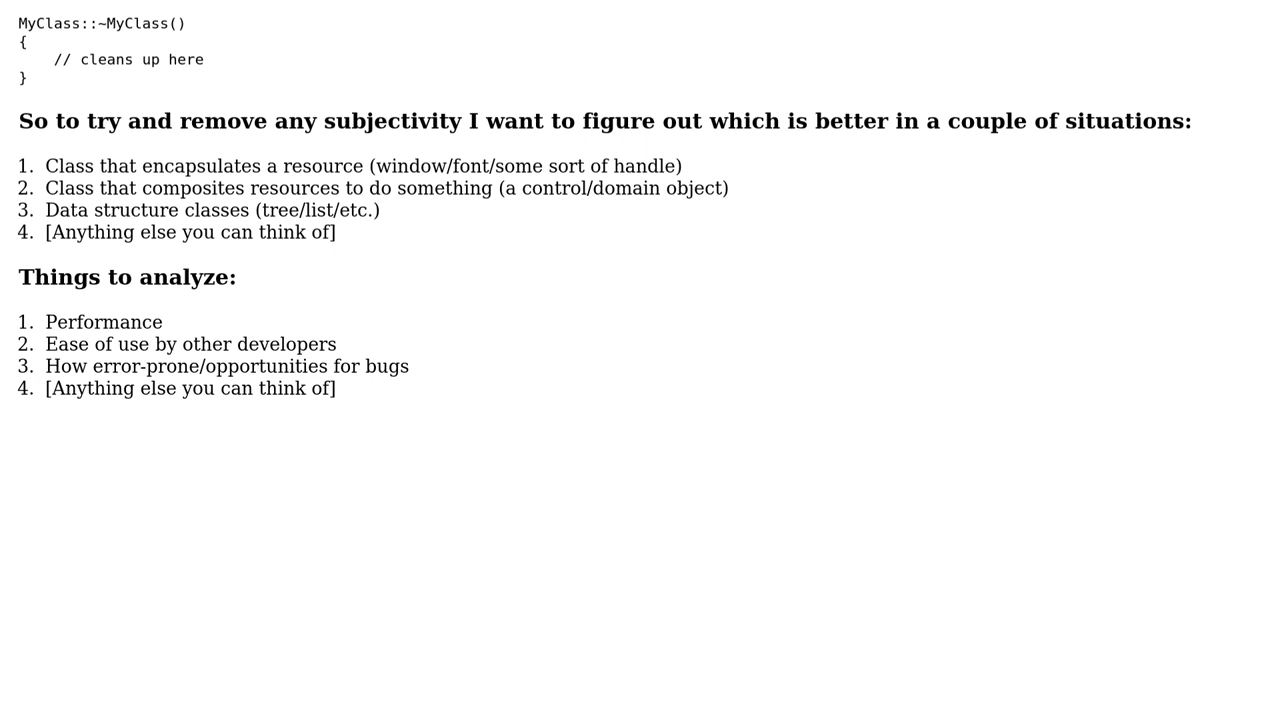 MyClass::~MyClass()
{
    // cleans up here
}
So to try and remove any subjectivity I want to figure out which is better in a couple of situations:
1. Class that encapsulates a resource (window/font/some sort of handle)
2. Class that composites resources to do something (a control/domain object)
3. Data structure classes (tree/list/etc.)
4. [Anything else you can think of]
Things to analyze:
1. Performance
2. Ease of use by other developers
3. How error-prone/opportunities for bugs
4. [Anything else you can think of]